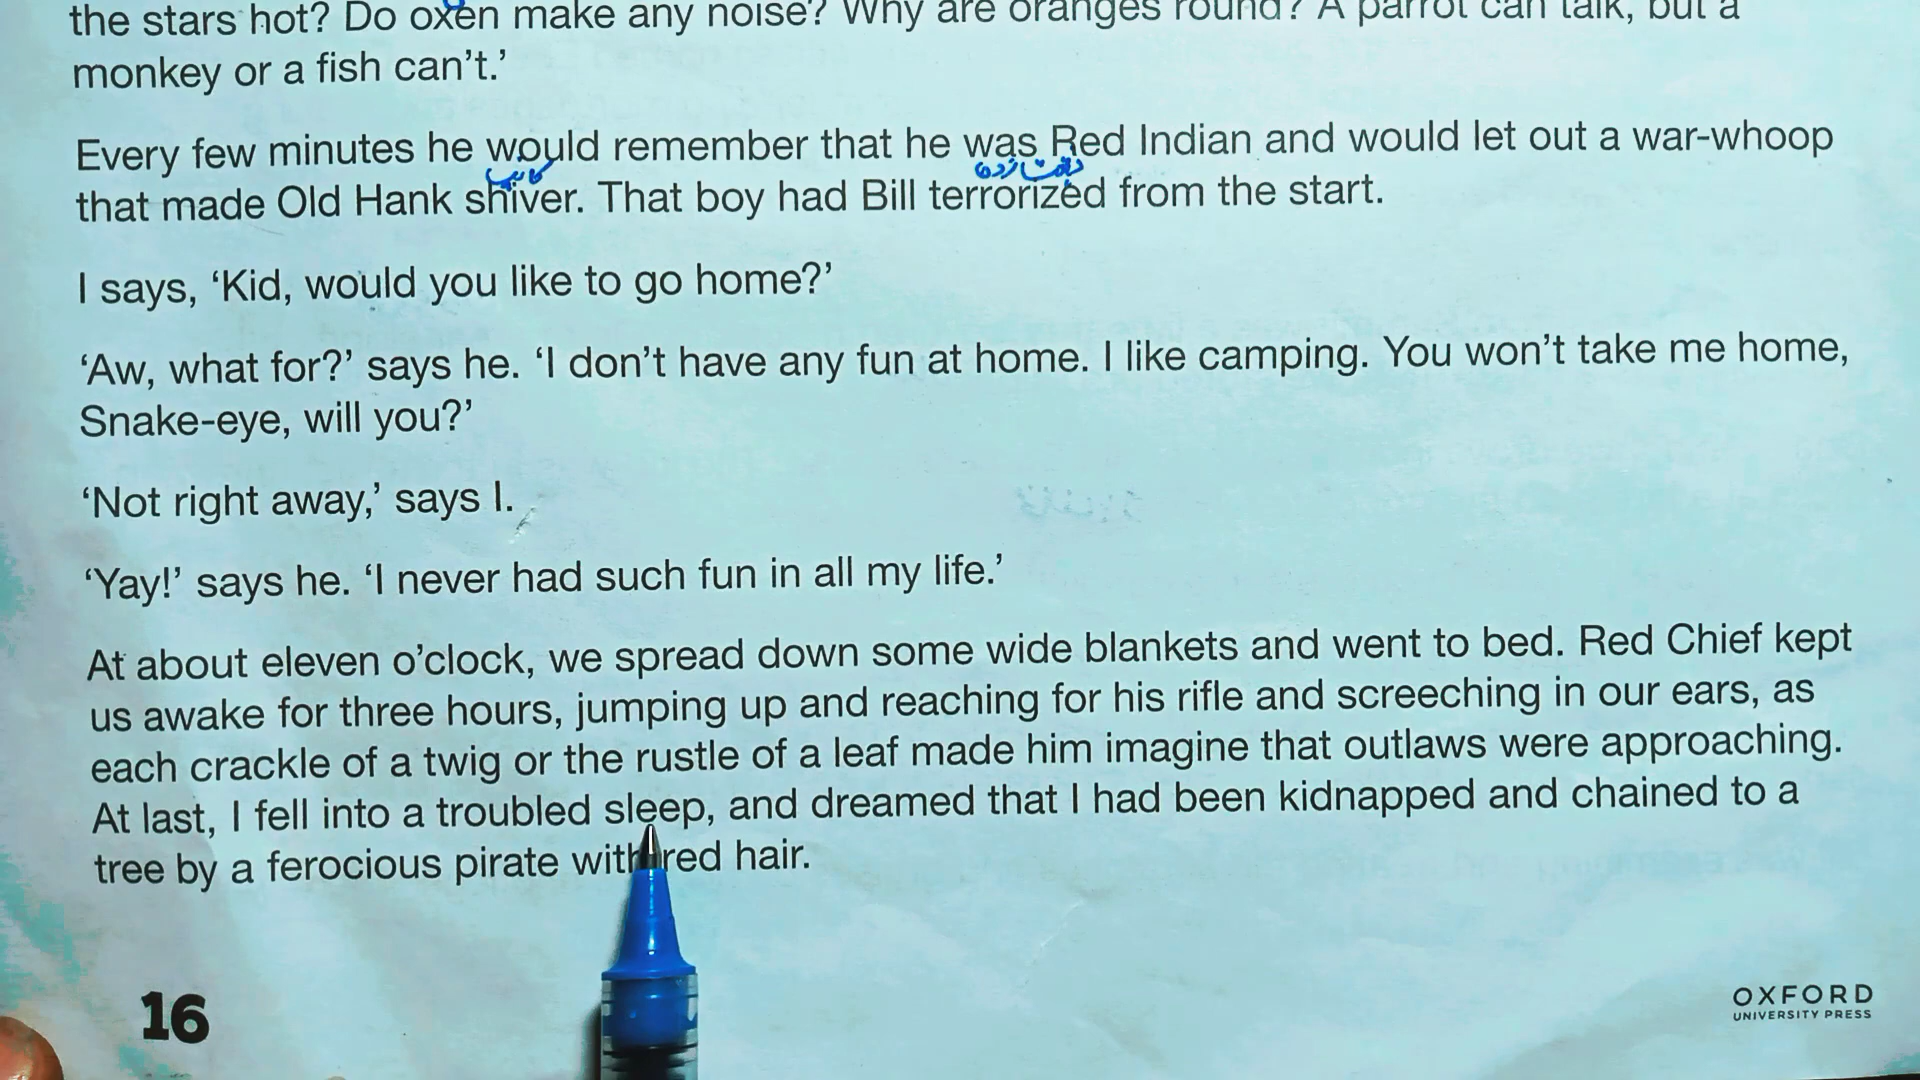 the stars hot? Do oxen make any noise? Why are oranges round? A parrot can talk, but a
monkey or a fish can't.'
Every few minutes he would remember that he was Red Indian and would let out a war-whoop
کانپ دہشت زدہ
that made Old Hank shiver. That boy had Bill terrorized from the start.
I says, 'Kid, would you like to go home?'
'Aw, what for?' says he. 'I don't have any fun at home. I like camping. You won't take me home,
Snake-eye, will you?'
'Not right away,' says I.
'Yay!' says he. 'I never had such fun in all my life.'
At about eleven o'clock, we spread down some wide blankets and went to bed. Red Chief kept
us awake for three hours, jumping up and reaching for his rifle and screeching in our ears, as
each crackle of a twig or the rustle of a leaf made him imagine that outlaws were approaching.
At last, I fell into a troubled sleep, and dreamed that I had been kidnapped and chained to a
tree by a ferocious pirate with red hair.
16
OXFORD
UNIVERSITY PRESS